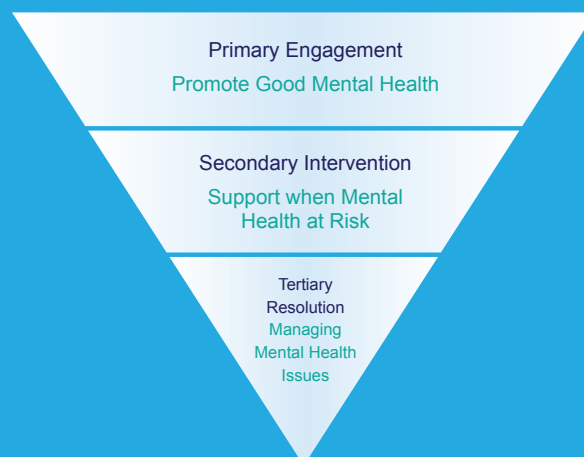 Primary Engagement
Promote Good Mental Health
Secondary Intervention
Support when Mental
Health at Risk
Tertiary
Resolution
Managing
Mental Health
Issues